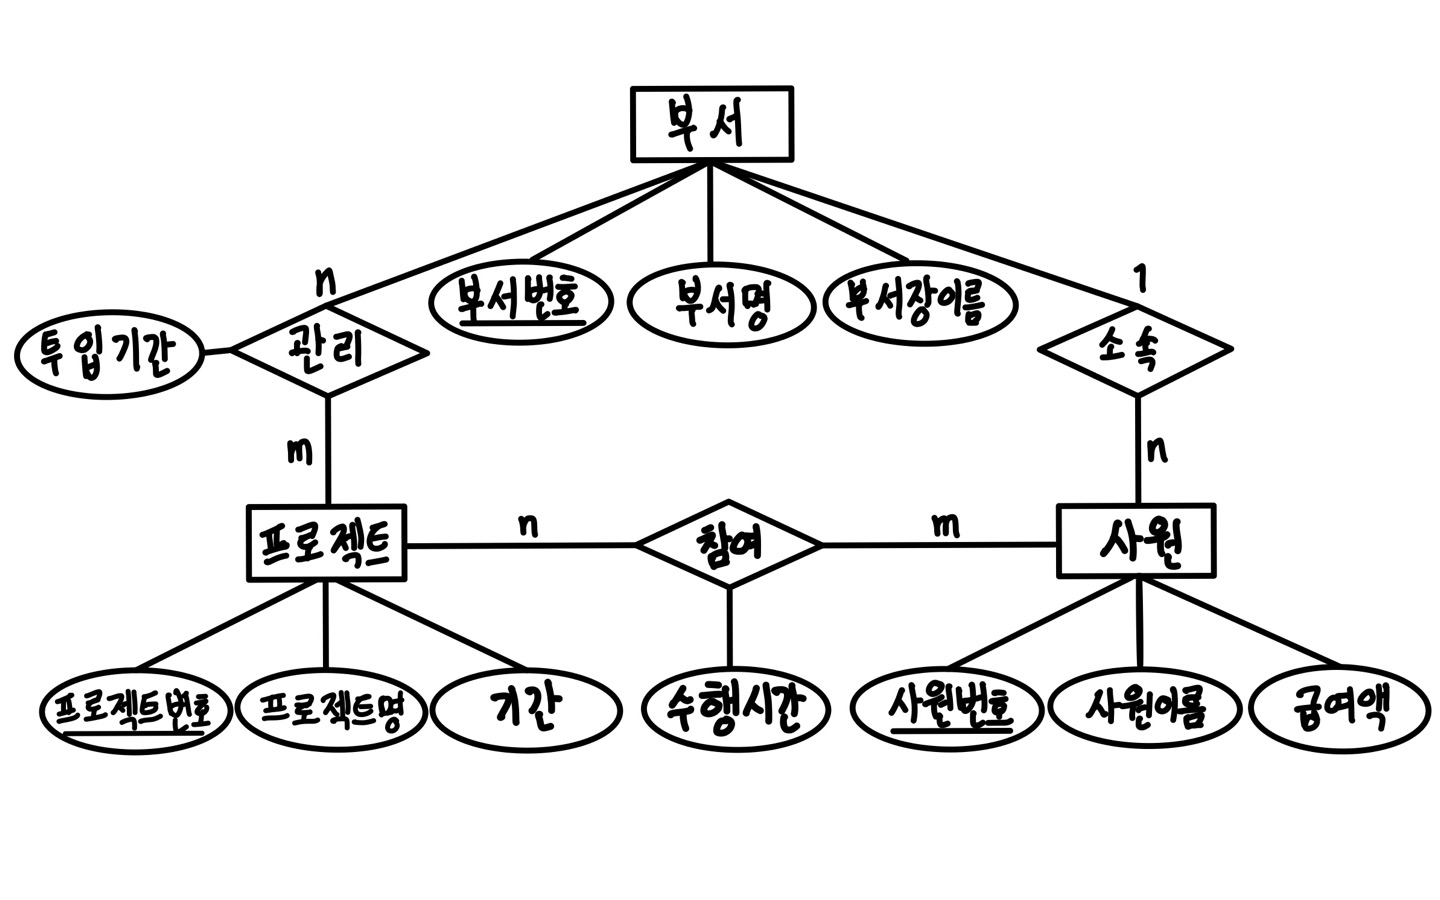 부서
n
1
부서번호
부서명
부서장이름
투입기간
관리
소속
m
n
프로젝트
n
참여
m
사원
프로젝트번호
프로젝트명
기간
수행시간
사원번호
사원이름
급여액